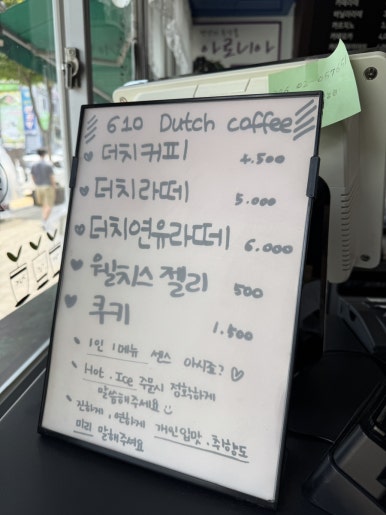 아로니아
610 Dutch coffee
더치커피 4.500
더치라떼 5.000
더치연유라떼 6.000
웰치스 젤리 500
쿠키 1.500
1인 1메뉴 센스 아시죠?
Hot. Ice 주문시 정확하게
말씀해주세요
진하게, 연하게 개인입맛, 취향도
미리 말해주세요